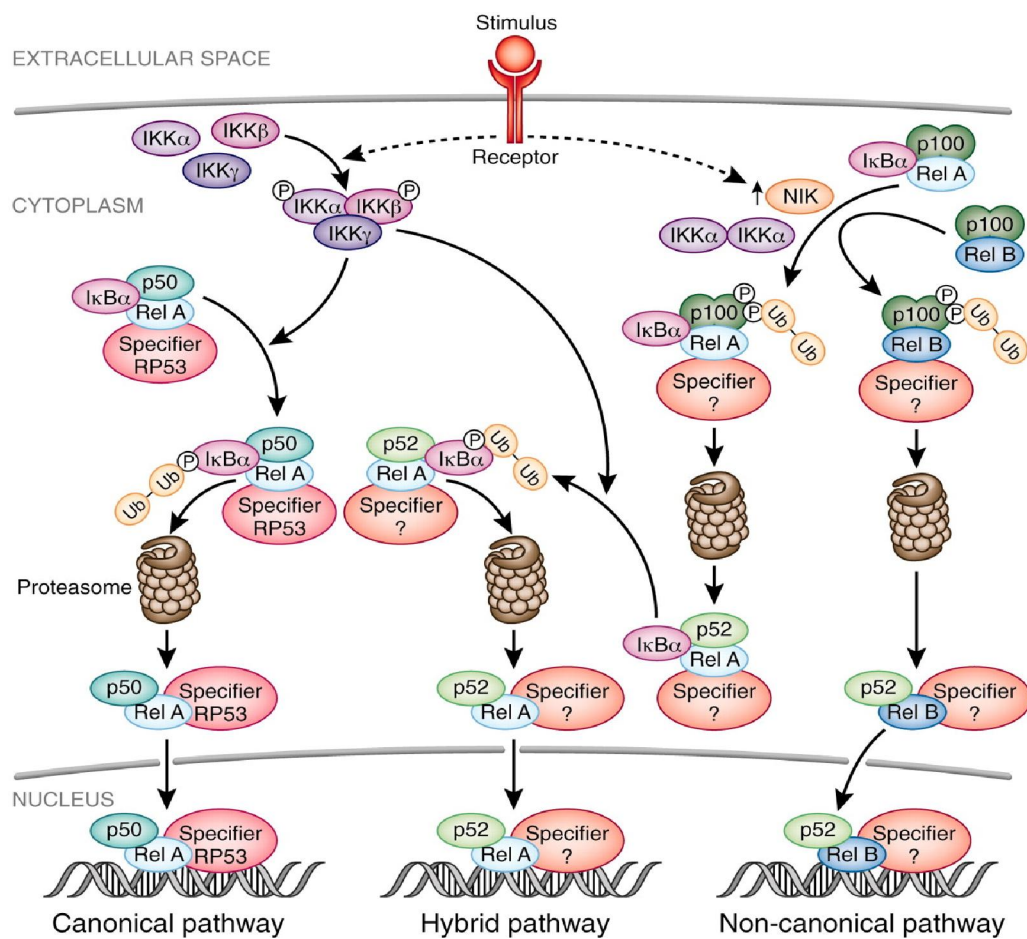 Stimulus
EXTRACELLULAR SPACE
Receptor
IKKα
IKKβ
IKKγ
CYTOPLASM
P
P
IKKα
IKKβ
IKKγ
NIK
IKKα
IKKα
p100
IκBα
Rel A
p100
Rel B
p50
IκBα
Rel A
Specifier
RP53
P
P
Ub
Ub
p100
IκBα
Rel A
Specifier
?
P
P
Ub
Ub
p100
Rel B
Specifier
?
Ub
Ub
P
IκBα
p50
Rel A
Specifier
RP53
p52
Rel A
IκBα
P
Ub
Ub
Specifier
?
Proteasome
IκBα
p52
Rel A
Specifier
?
p50
Rel A
Specifier
RP53
p52
Rel A
Specifier
?
p52
Rel B
Specifier
?
NUCLEUS
p50
Rel A
Specifier
RP53
p52
Rel A
Specifier
?
p52
Rel B
Specifier
?
Canonical pathway
Hybrid pathway
Non-canonical pathway